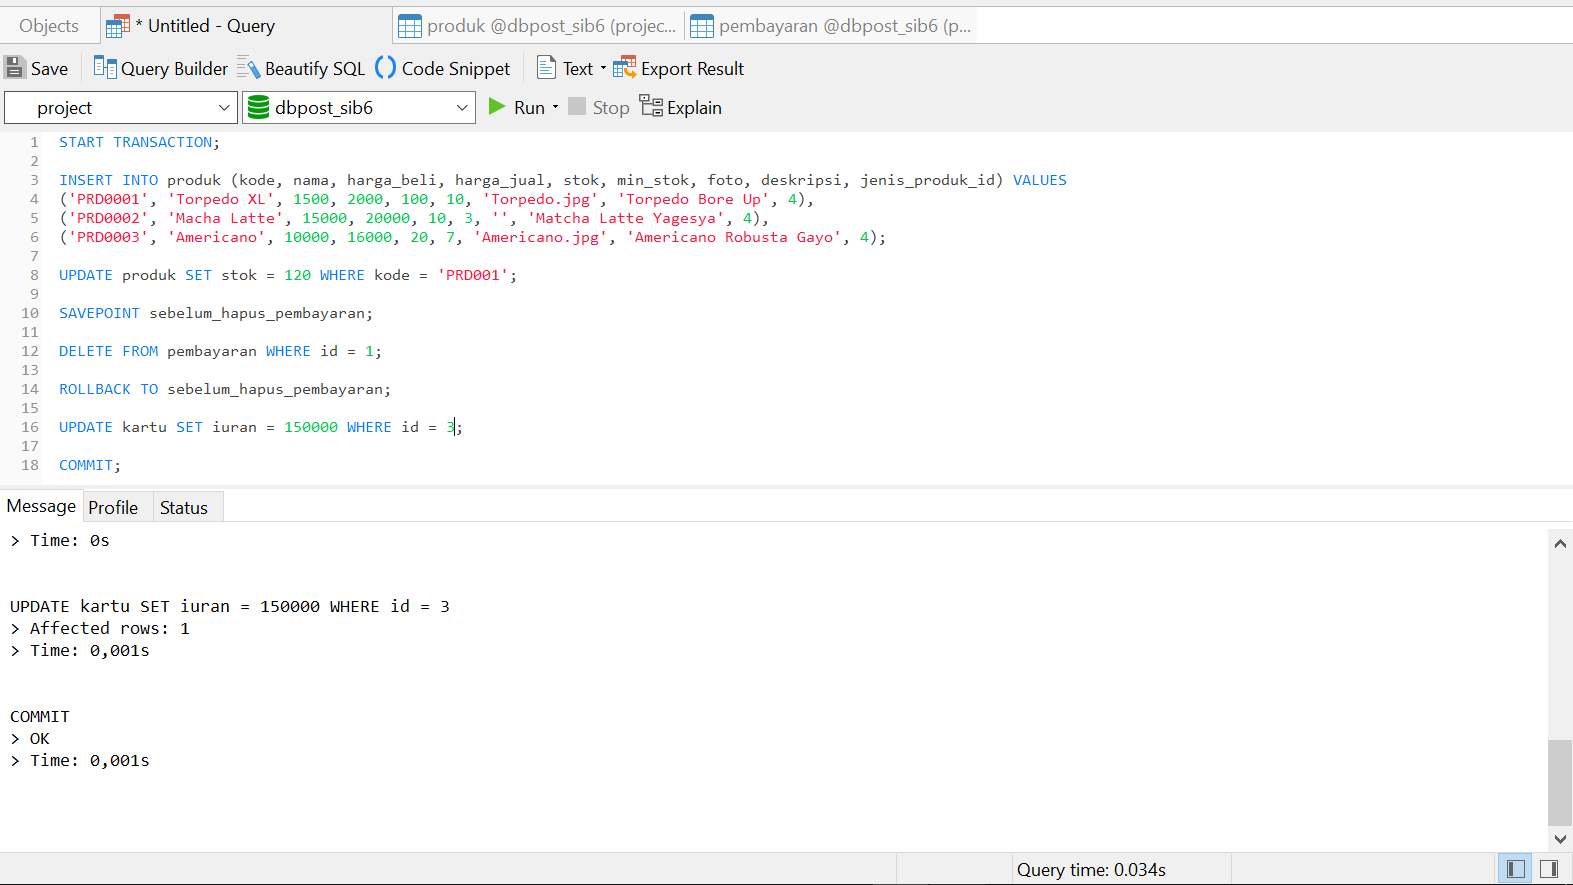 Objects
* Untitled - Query
produk @dbpost_sib6 (projec...
pembayaran @dbpost_sib6 (p...
Save
Query Builder
Beautify SQL
Code Snippet
Text
Export Result
project
dbpost_sib6
Run
Stop
Explain
1 START TRANSACTION;
2
3 INSERT INTO produk (kode, nama, harga_beli, harga_jual, stok, min_stok, foto, deskripsi, jenis_produk_id) VALUES
4 ('PRD0001', 'Torpedo XL', 1500, 2000, 100, 10, 'Torpedo.jpg', 'Torpedo Bore Up', 4),
5 ('PRD0002', 'Macha Latte', 15000, 20000, 10, 3, '', 'Matcha Latte Yagesya', 4),
6 ('PRD0003', 'Americano', 10000, 16000, 20, 7, 'Americano.jpg', 'Americano Robusta Gayo', 4);
7
8 UPDATE produk SET stok = 120 WHERE kode = 'PRD001';
9
10 SAVEPOINT sebelum_hapus_pembayaran;
11
12 DELETE FROM pembayaran WHERE id = 1;
13
14 ROLLBACK TO sebelum_hapus_pembayaran;
15
16 UPDATE kartu SET iuran = 150000 WHERE id = 3;
17
18 COMMIT;
Message
Profile
Status
> Time: 0s
UPDATE kartu SET iuran = 150000 WHERE id = 3
> Affected rows: 1
> Time: 0,001s
COMMIT
> OK
> Time: 0,001s
Query time: 0.034s